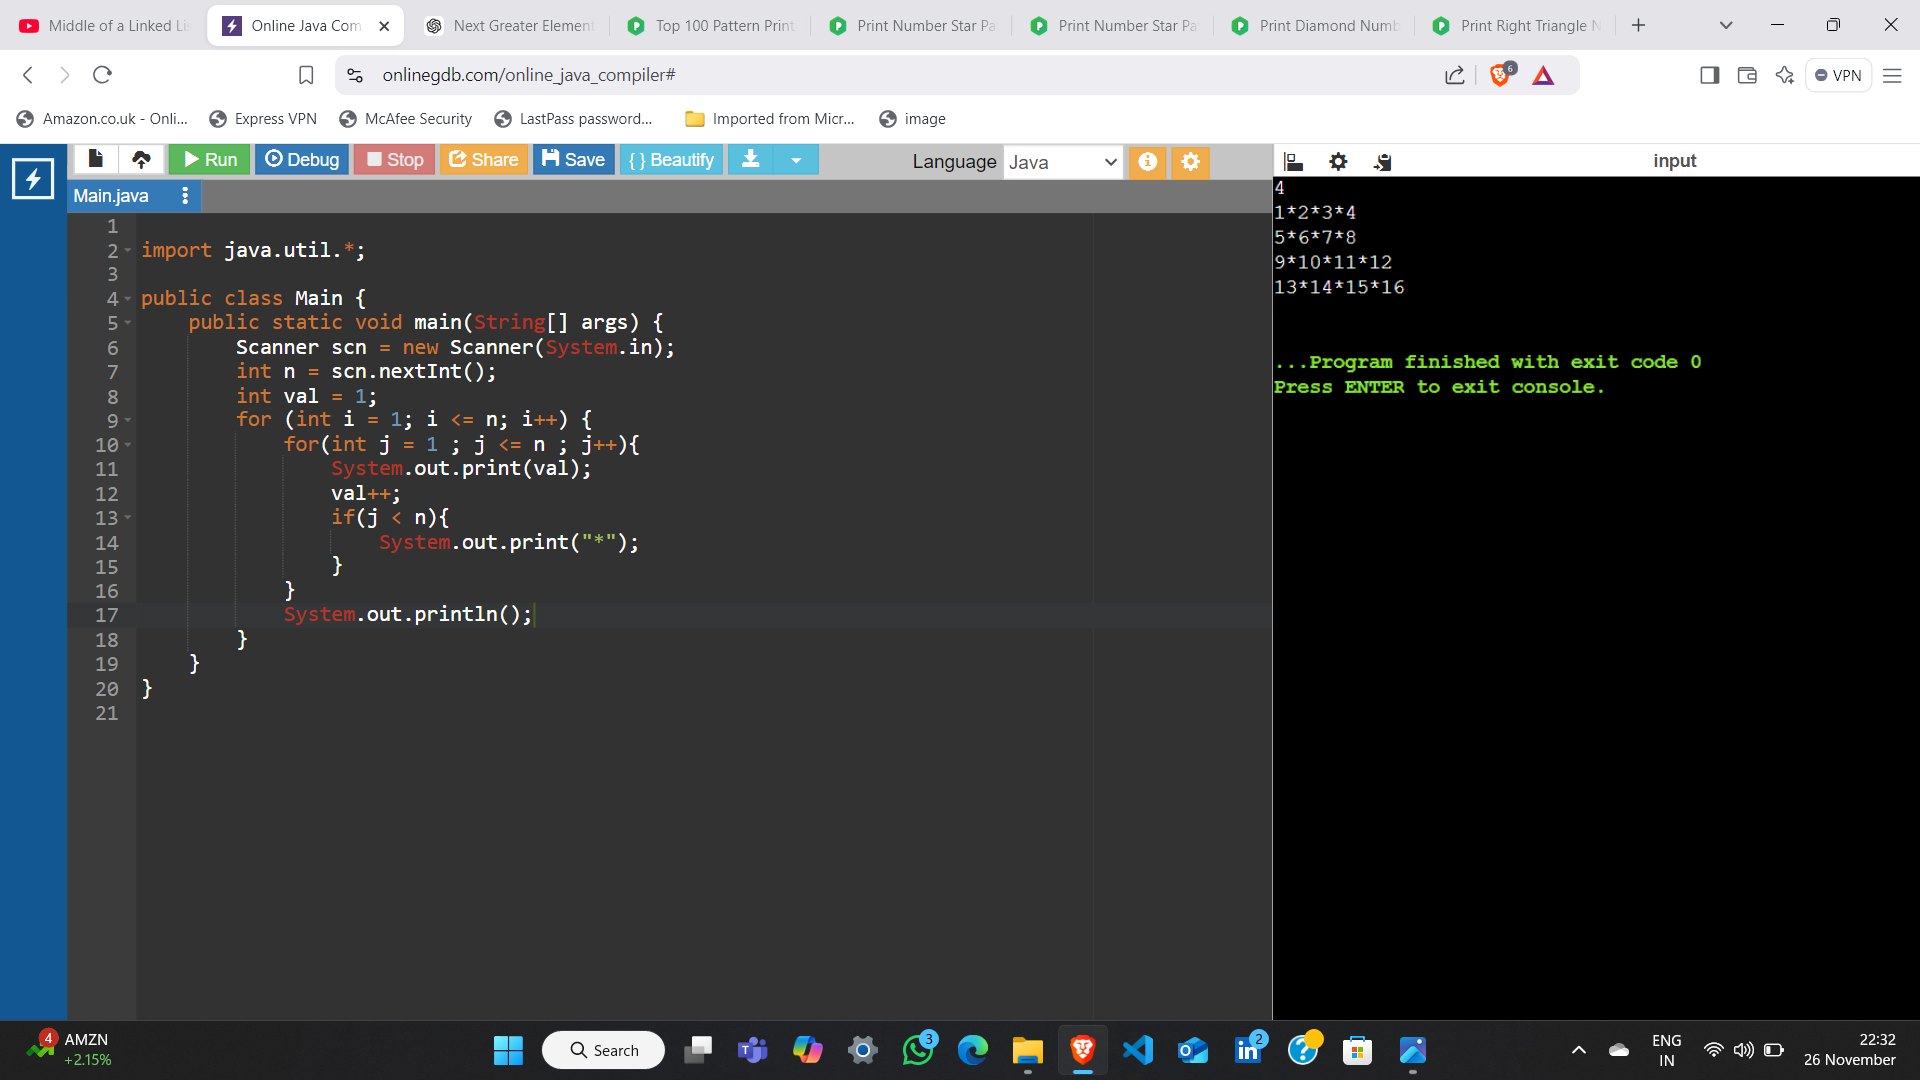 Middle of a Linked Li
Online Java Com
Next Greater Element
Top 100 Pattern Print
Print Number Star Pa
Print Number Star Pa
Print Diamond Numb
Print Right Triangle N
onlinegdb.com/online_java_compiler#
6
VPN
Amazon.co.uk - Onli...
Express VPN
McAfee Security
LastPass password...
Imported from Micr...
image
Run
Debug
Stop
Share
Save
{ } Beautify
Language
Java
input
Main.java
1
2 import java.util.*;
3
4 public class Main {
5 public static void main(String[] args) {
6 Scanner scn = new Scanner(System.in);
7 int n = scn.nextInt();
8 int val = 1;
9 for (int i = 1; i <= n; i++) {
10 for(int j = 1 ; j <= n ; j++){
11 System.out.print(val);
12 val++;
13 if(j < n){
14 System.out.print("*");
15 }
16 }
17 System.out.println();
18 }
19 }
20 }
21
4
1*2*3*4
5*6*7*8
9*10*11*12
13*14*15*16
...Program finished with exit code 0
Press ENTER to exit console.
4
AMZN
+2.15%
Search
3
2
ENG
IN
22:32
26 November